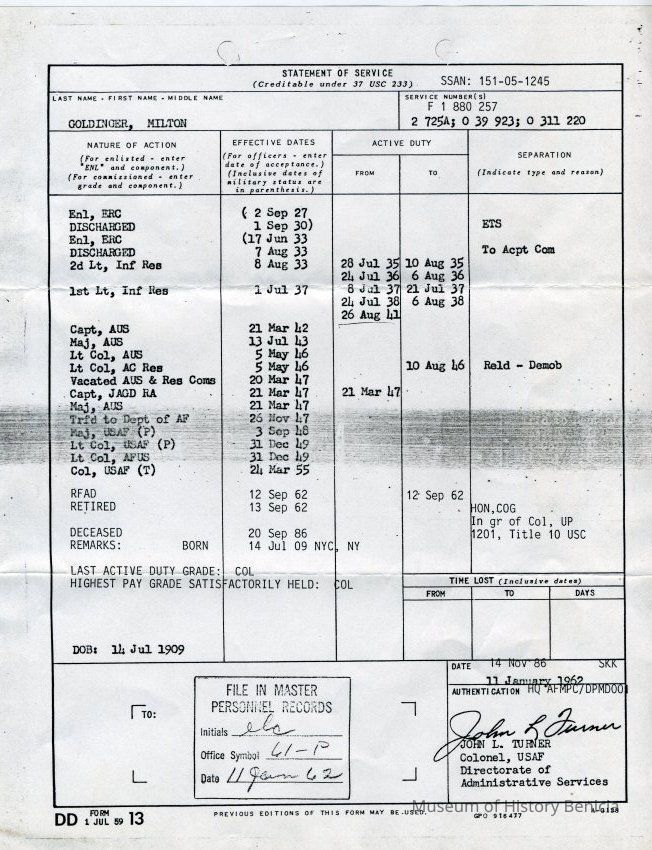 STATEMENT OF SERVICE
(Creditable under 37 USC 233)
SSAN: 151-05-1245
LAST NAME - FIRST NAME - MIDDLE NAME
GOLDINGER, MILTON
SERVICE NUMBER(S)
F 1 880 257
2 725A; O 39 923; O 311 220
NATURE OF ACTION
(For enlisted - enter "ENL" and component.)
(For commissioned - enter grade and component.)
EFFECTIVE DATES
(For officers - enter date of acceptance.)
(Inclusive dates of military status are in parenthesis.)
ACTIVE DUTY
FROM TO
SEPARATION
(Indicate type and reason)
Enl, ERC ( 2 Sep 27
DISCHARGED 1 Sep 30) ETS
Enl, ERC (17 Jun 33
DISCHARGED 7 Aug 33 To Acpt Com
2d Lt, Inf Res 8 Aug 33 28 Jul 35 10 Aug 35
24 Jul 36 6 Aug 36
1st Lt, Inf Res 1 Jul 37 8 Jul 37 21 Jul 37
24 Jul 38 6 Aug 38
26 Aug 41
Capt, AUS 21 Mar 42
Maj, AUS 13 Jul 43
Lt Col, AUS 5 May 46
Lt Col, AC Res 5 May 46 10 Aug 46 Reld - Demob
Vacated AUS & Res Coms 20 Mar 47
Capt, JAGD RA 21 Mar 47 21 Mar 47
Maj, AUS 21 Mar 47
Trfd to Dept of AF 26 Nov 47
Maj, USAF (P) 3 Sep 48
Lt Col, USAF (P) 31 Dec 49
Lt Col, AFUS 31 Dec 49
Col, USAF (T) 24 Mar 55
RFAD 12 Sep 62 12 Sep 62
RETIRED 13 Sep 62 HON,COG
In gr of Col, UP
DECEASED 20 Sep 86 1201, Title 10 USC
REMARKS: BORN 14 Jul 09 NYC, NY
LAST ACTIVE DUTY GRADE: COL
HIGHEST PAY GRADE SATISFACTORILY HELD: COL
TIME LOST (Inclusive dates)
FROM TO DAYS
DOB: 14 Jul 1909
TO:
FILE IN MASTER
PERSONNEL RECORDS
Initials elc
Office Symbol 61-P
Date 11 Jan 62
DATE 14 Nov 86 SKK
11 January 1962
AUTHENTICATION HQ AFMPC/DPMDOO1
John L Turner
JOHN L. TURNER
Colonel, USAF
Directorate of
Administrative Services
DD FORM 1 JUL 59 13
PREVIOUS EDITIONS OF THIS FORM MAY BE USED.
GPO 916477
Museum of History Benicia